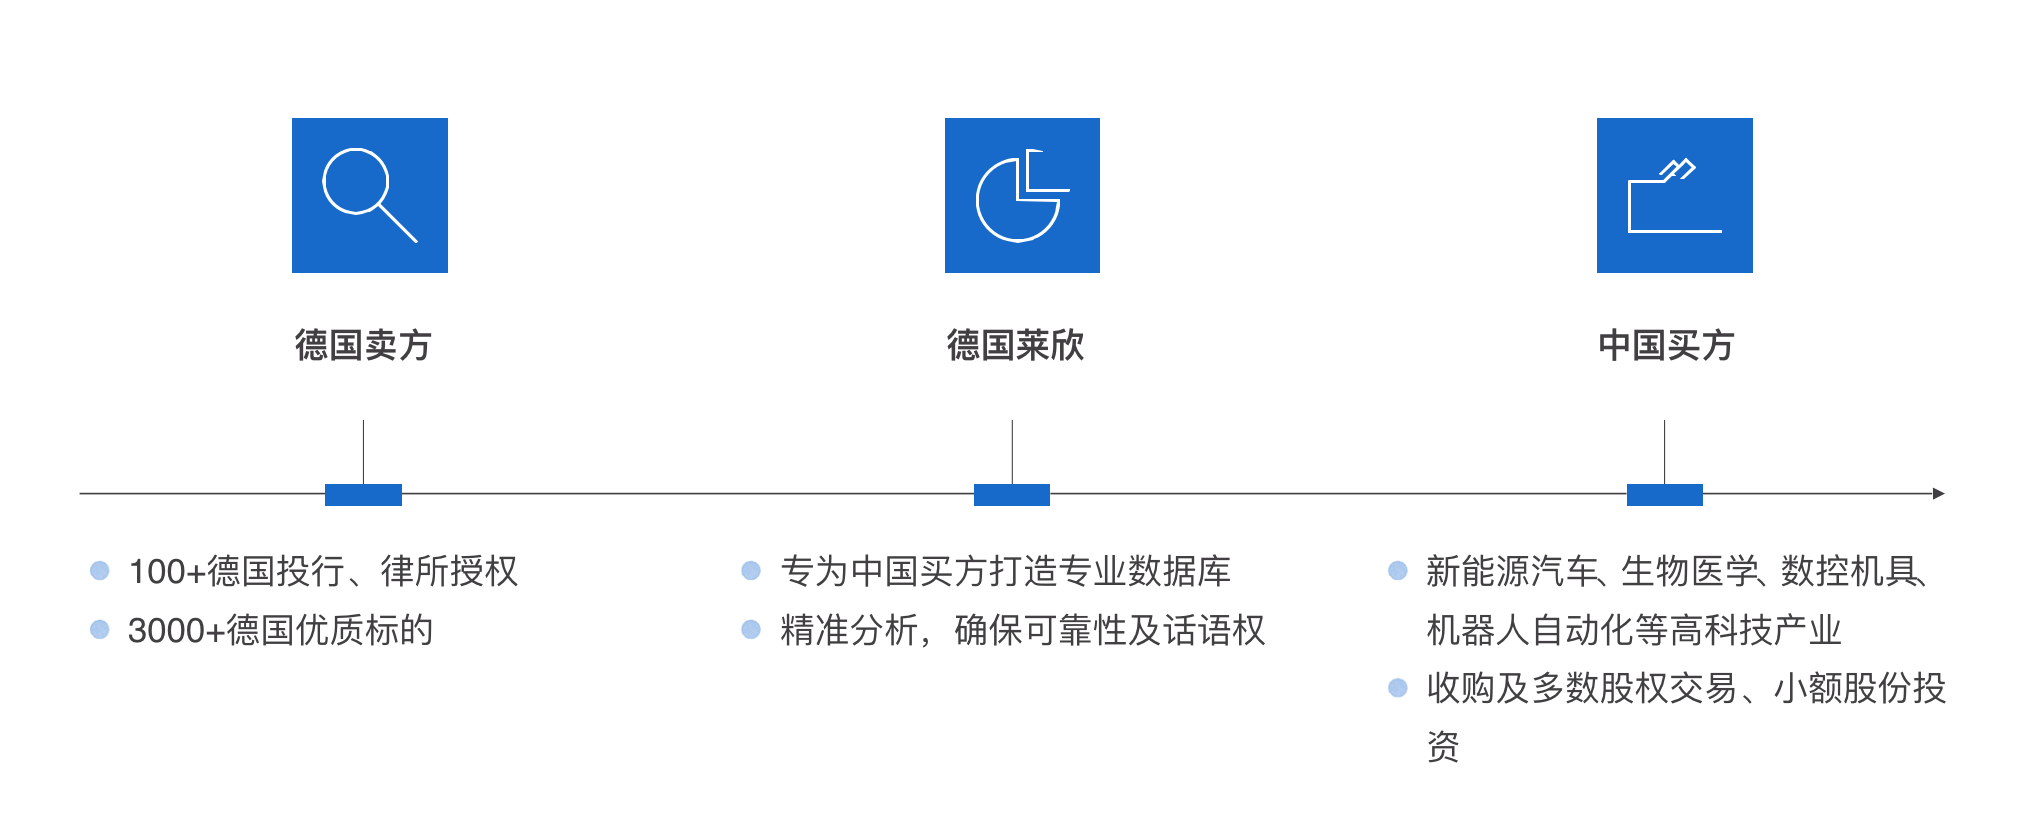 德国卖方
德国莱欣
中国买方
100+德国投行、律所授权
3000+德国优质标的
专为中国买方打造专业数据库
精准分析，确保可靠性及话语权
新能源汽车、生物医学、数控机具、
机器人自动化等高科技产业
收购及多数股权交易、小额股份投
资